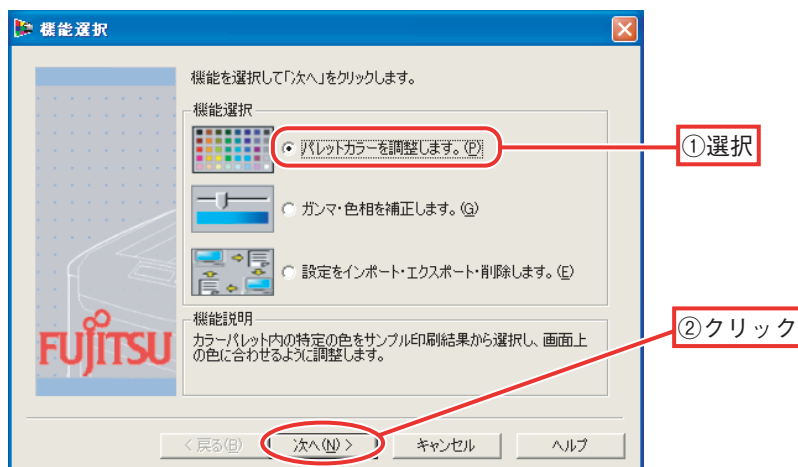 機能選択
機能を選択して「次へ」をクリックします。
機能選択
パレットカラーを調整します。(P)
①選択
ガンマ・色相を補正します。(G)
設定をインポート・エクスポート・削除します。(E)
機能説明
カラーパレット内の特定の色をサンプル印刷結果から選択し、画面上
の色に合わせるように調整します。
②クリック
FUJITSU
< 戻る(B)
次へ(N) >
キャンセル
ヘルプ